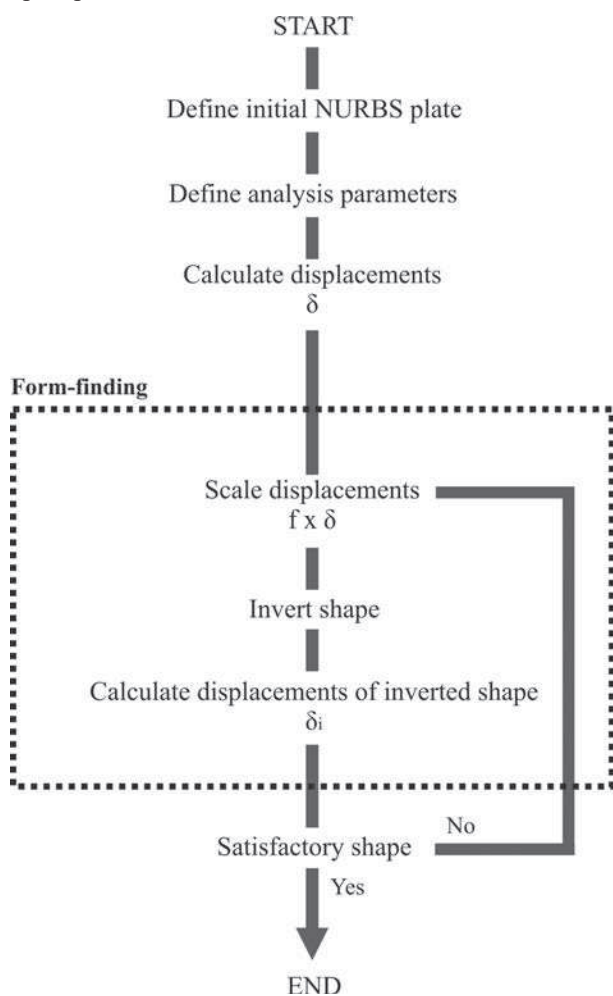 START
Define initial NURBS plate
Define analysis parameters
Calculate displacements
δ
Form-finding
Scale displacements
f x δ
Invert shape
Calculate displacements of inverted shape
δi
No
Satisfactory shape
Yes
END